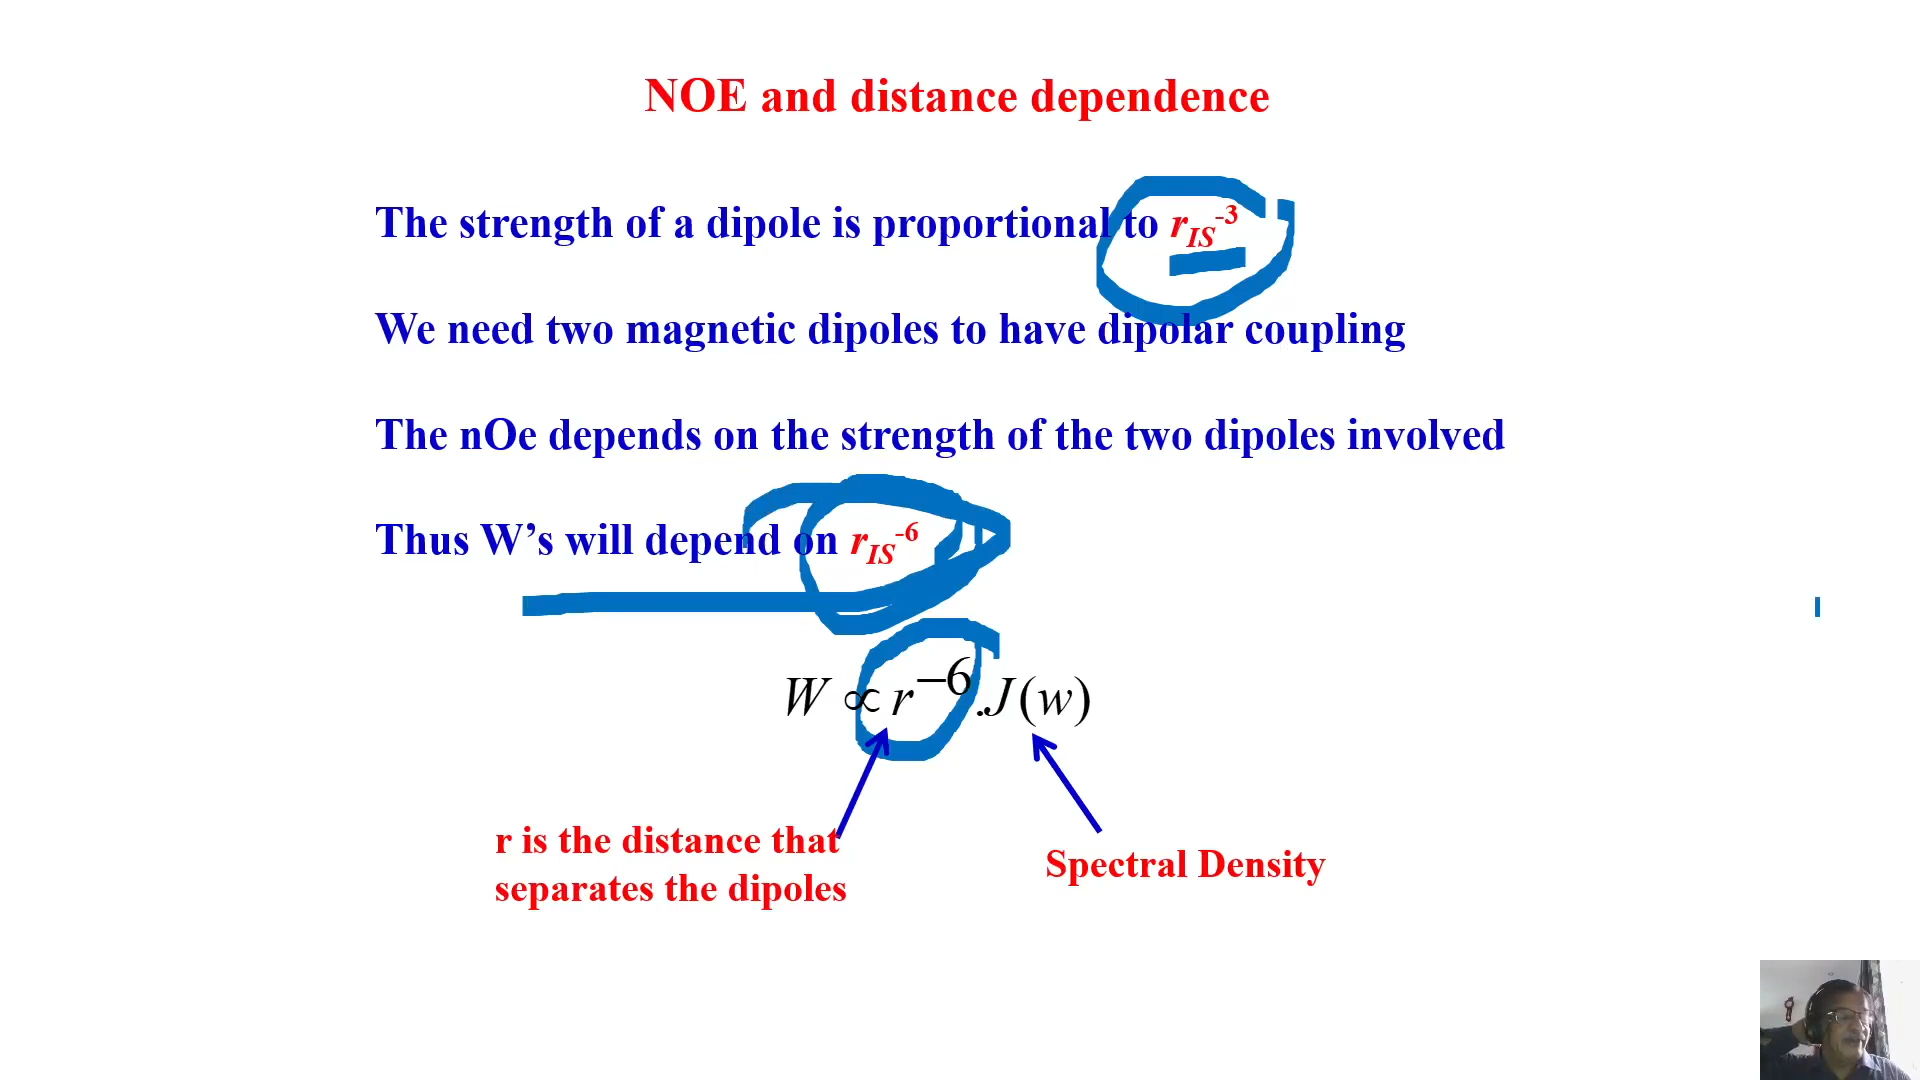 NOE and distance dependence
The strength of a dipole is proportional to r_IS^-3
We need two magnetic dipoles to have dipolar coupling
The nOe depends on the strength of the two dipoles involved
Thus W’s will depend on r_IS^-6
W ∝ r^−6.J(w)
r is the distance that
separates the dipoles
Spectral Density